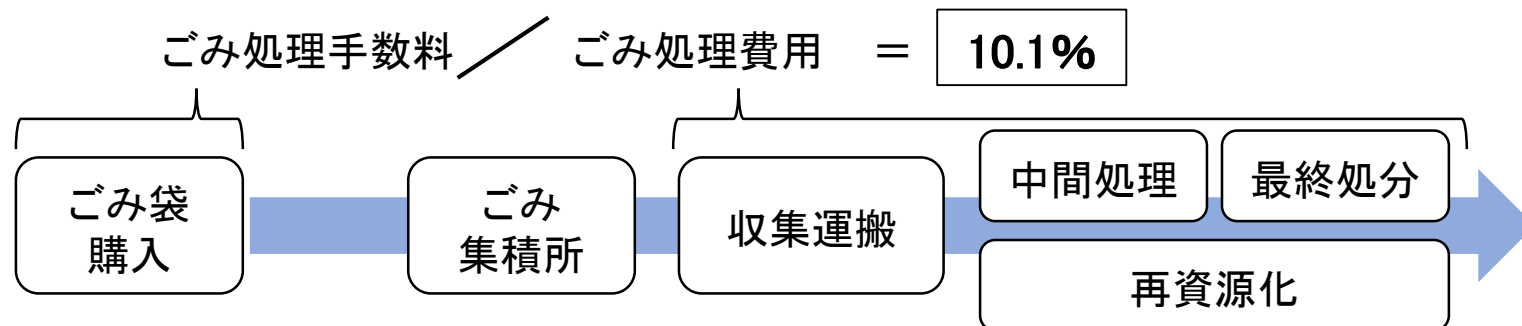 ごみ処理手数料／ごみ処理費用 ＝ 10.1%
ごみ袋
購入
ごみ
集積所
収集運搬
中間処理
最終処分
再資源化